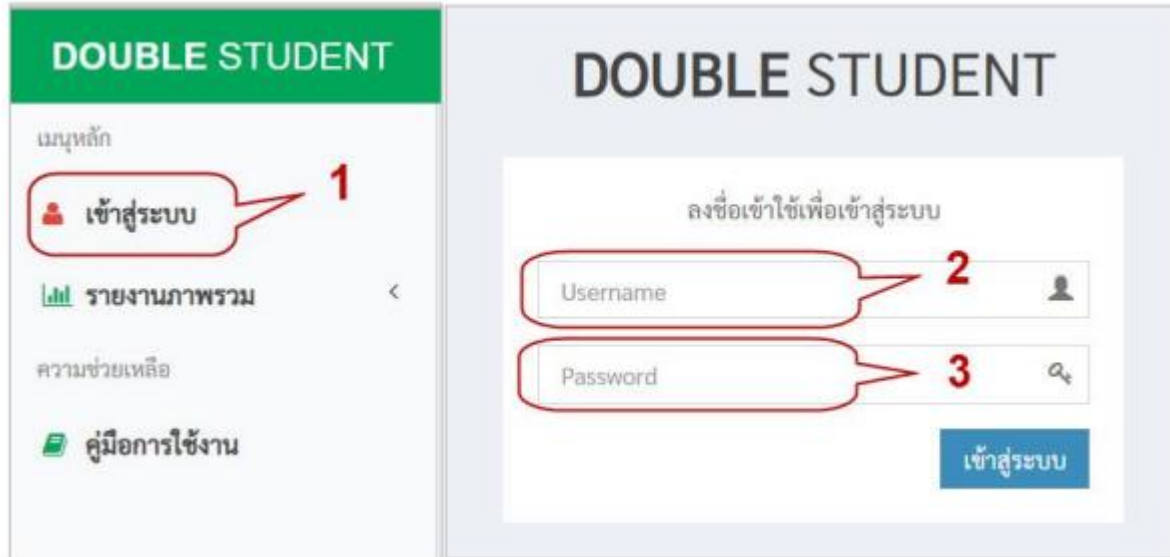 DOUBLE STUDENT
เมนูหลัก
เข้าสู่ระบบ
1
รายงานภาพรวม
ความช่วยเหลือ
คู่มือการใช้งาน
DOUBLE STUDENT
ลงชื่อเข้าใช้เพื่อเข้าสู่ระบบ
Username
2
Password
3
เข้าสู่ระบบ